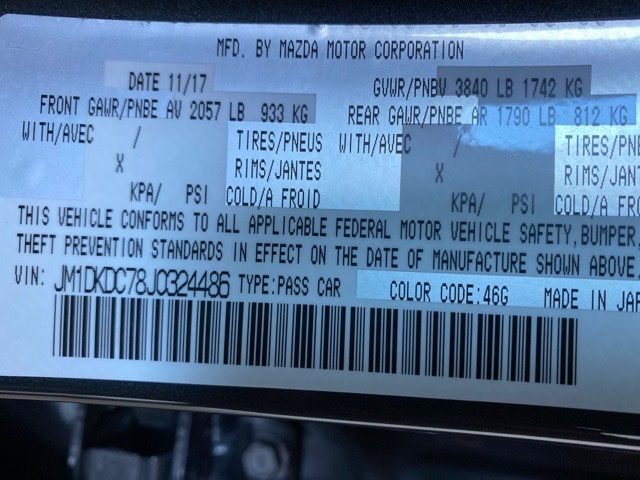 MFD. BY MAZDA MOTOR CORPORATION
DATE 11/17 GVWR/PNBV 3840 LB 1742 KG
FRONT GAWR/PNBE AV 2057 LB 933 KG REAR GAWR/PNBE AR 1790 LB 812 KG
WITH/AVEC / TIRES/PNEUS WITH/AVEC / TIRES/PNE
X RIMS/JANTES X RIMS/JANT
KPA/ PSI COLD/A FROID KPA/ PSI COLD/A F
THIS VEHICLE CONFORMS TO ALL APPLICABLE FEDERAL MOTOR VEHICLE SAFETY, BUMPER,
THEFT PREVENTION STANDARDS IN EFFECT ON THE DATE OF MANUFACTURE SHOWN ABOVE.
VIN: JM1DKDC78J0324486 TYPE:PASS CAR COLOR CODE:46G MADE IN JAP